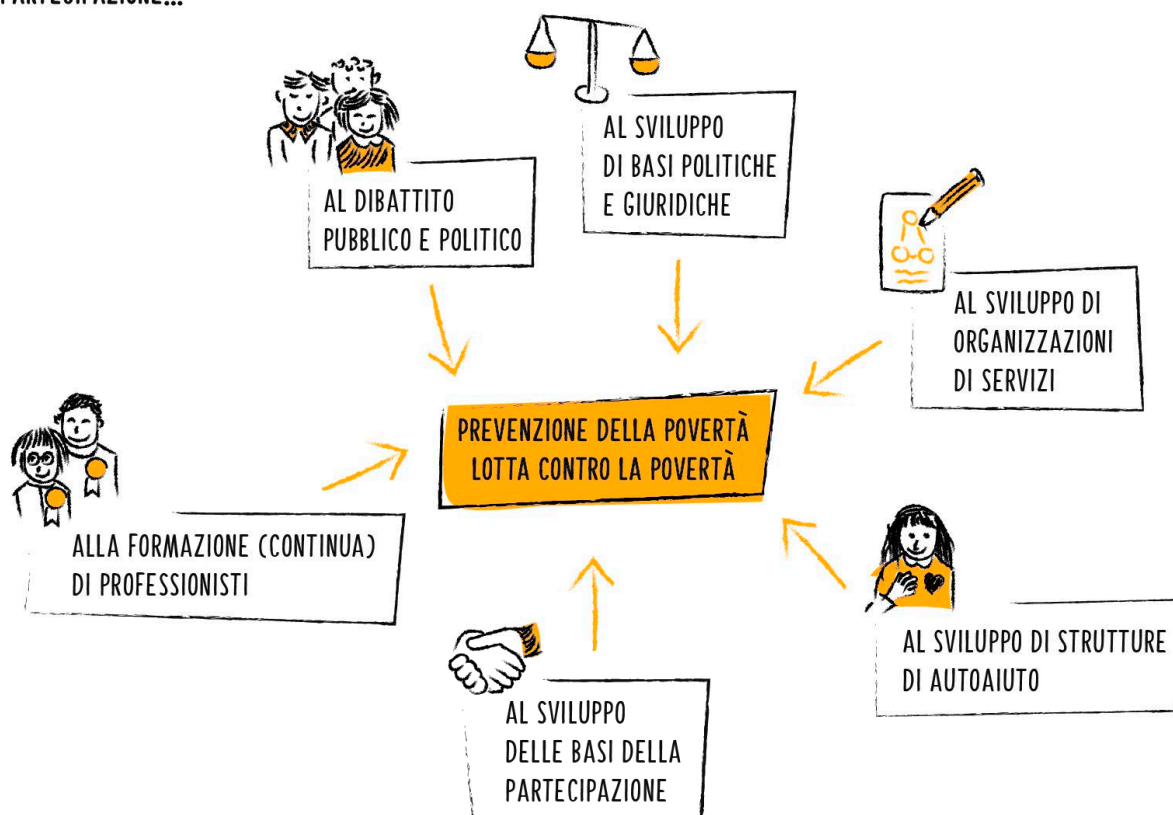 PARTECIPAZIONE...
AL DIBATTITO
PUBBLICO E POLITICO
AL SVILUPPO
DI BASI POLITICHE
E GIURIDICHE
AL SVILUPPO DI
ORGANIZZAZIONI
DI SERVIZI
PREVENZIONE DELLA POVERTÀ
LOTTA CONTRO LA POVERTÀ
ALLA FORMAZIONE (CONTINUA)
DI PROFESSIONISTI
AL SVILUPPO DI STRUTTURE
DI AUTOAIUTO
AL SVILUPPO
DELLE BASI DELLA
PARTECIPAZIONE